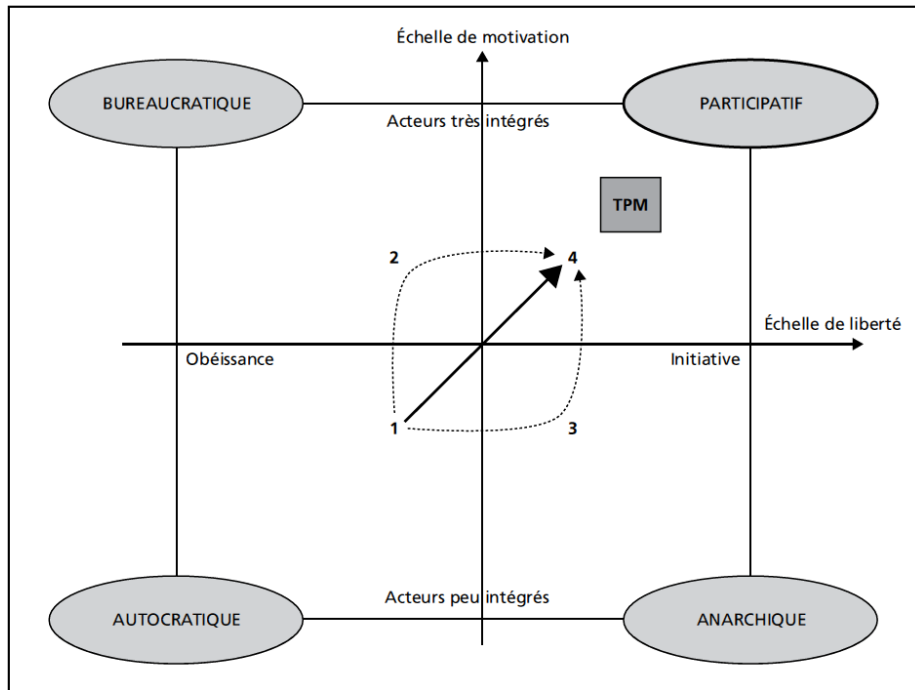 Échelle de motivation
BUREAUCRATIQUE
PARTICIPATIF
Acteurs très intégrés
TPM
2
4
Échelle de liberté
Obéissance
Initiative
1
3
Acteurs peu intégrés
AUTOCRATIQUE
ANARCHIQUE